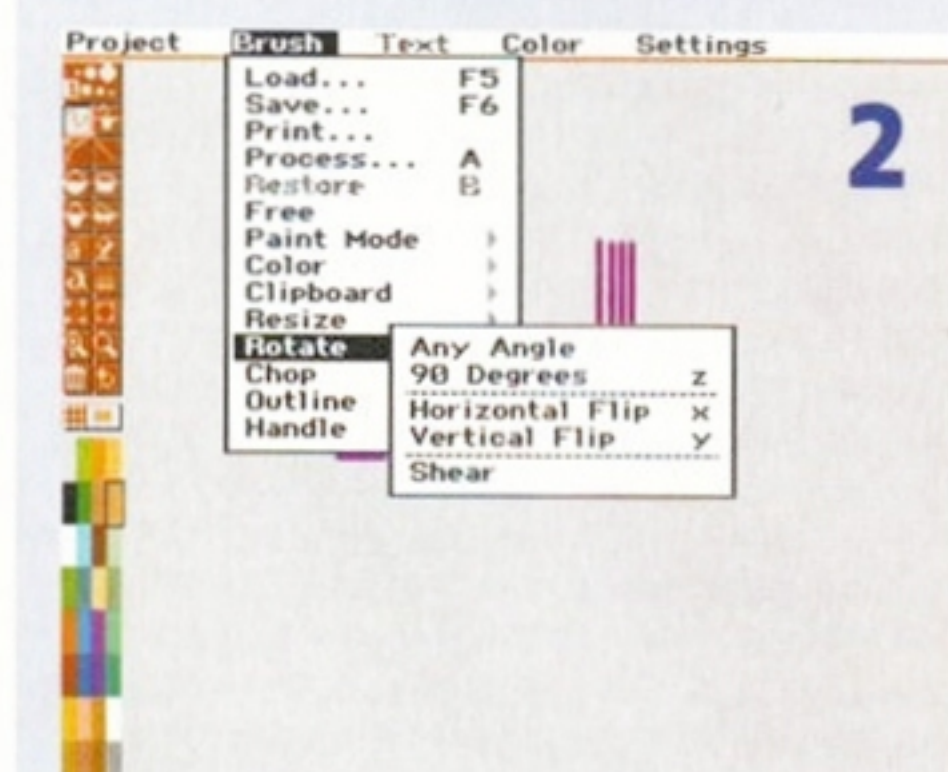 Project Brush Text Color Settings
Load... F5
Save... F6
Print...
Process... A
Restore B
Free
Paint Mode
Color
Clipboard
Resize
Rotate
Chop
Outline
Handle
Any Angle
90 Degrees z
Horizontal Flip x
Vertical Flip y
Shear
2